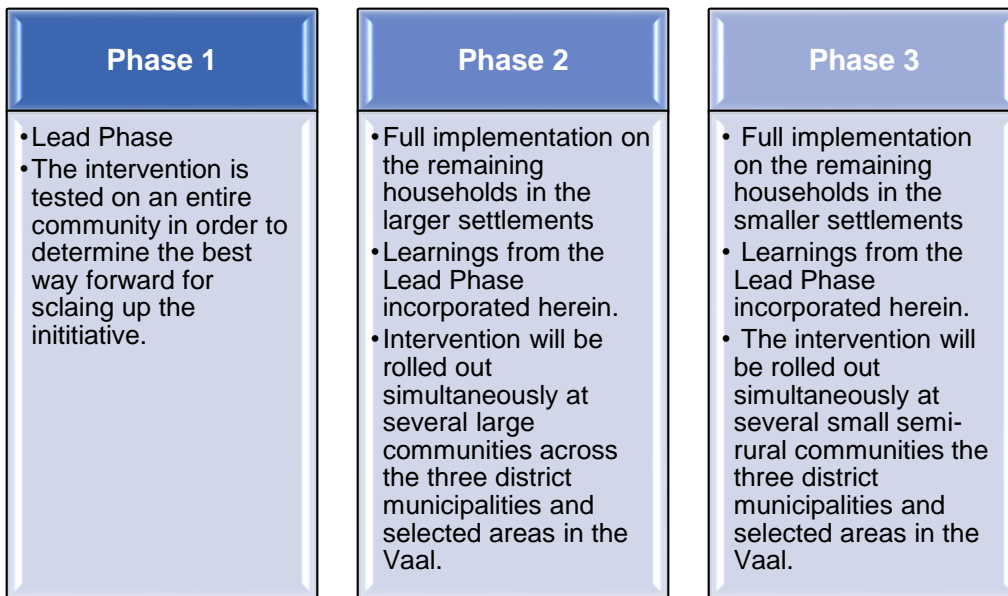 Phase 1
•Lead Phase
•The intervention is
tested on an entire
community in order to
determine the best
way forward for
sclaing up the
inititiative.
Phase 2
•Full implementation on
the remaining
households in the
larger settlements
•Learnings from the
Lead Phase
incorporated herein.
•Intervention will be
rolled out
simultaneously at
several large
communities across
the three district
municipalities and
selected areas in the
Vaal.
Phase 3
• Full implementation
on the remaining
households in the
smaller settlements
• Learnings from the
Lead Phase
incorporated herein.
• The intervention will
be rolled out
simultaneously at
several small semi-
rural communities the
three district
municipalities and
selected areas in the
Vaal.